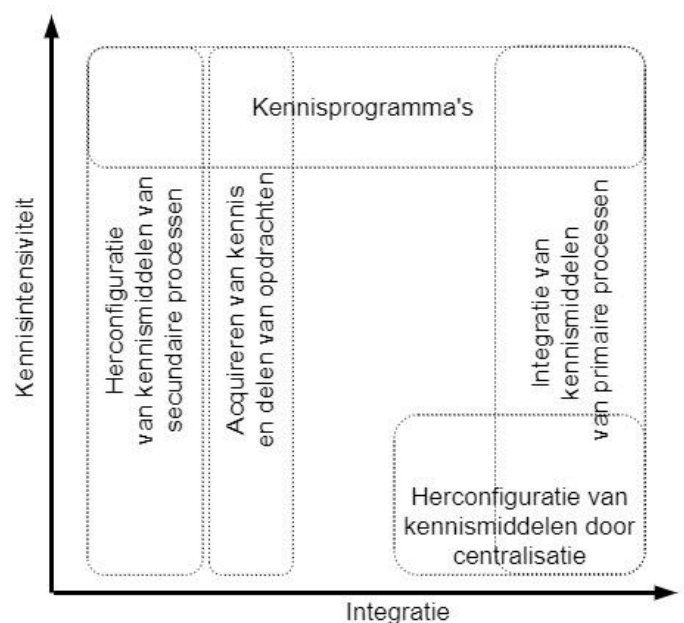 Kennisprogramma's
Kennisintensiviteit
Herconfiguratie
van kennismiddelen van
secundaire processen
Acquireren van kennis
en delen van opdrachten
Integratie van
kennismiddelen
van primaire processen
Herconfiguratie van
kennismiddelen door
centralisatie
Integratie